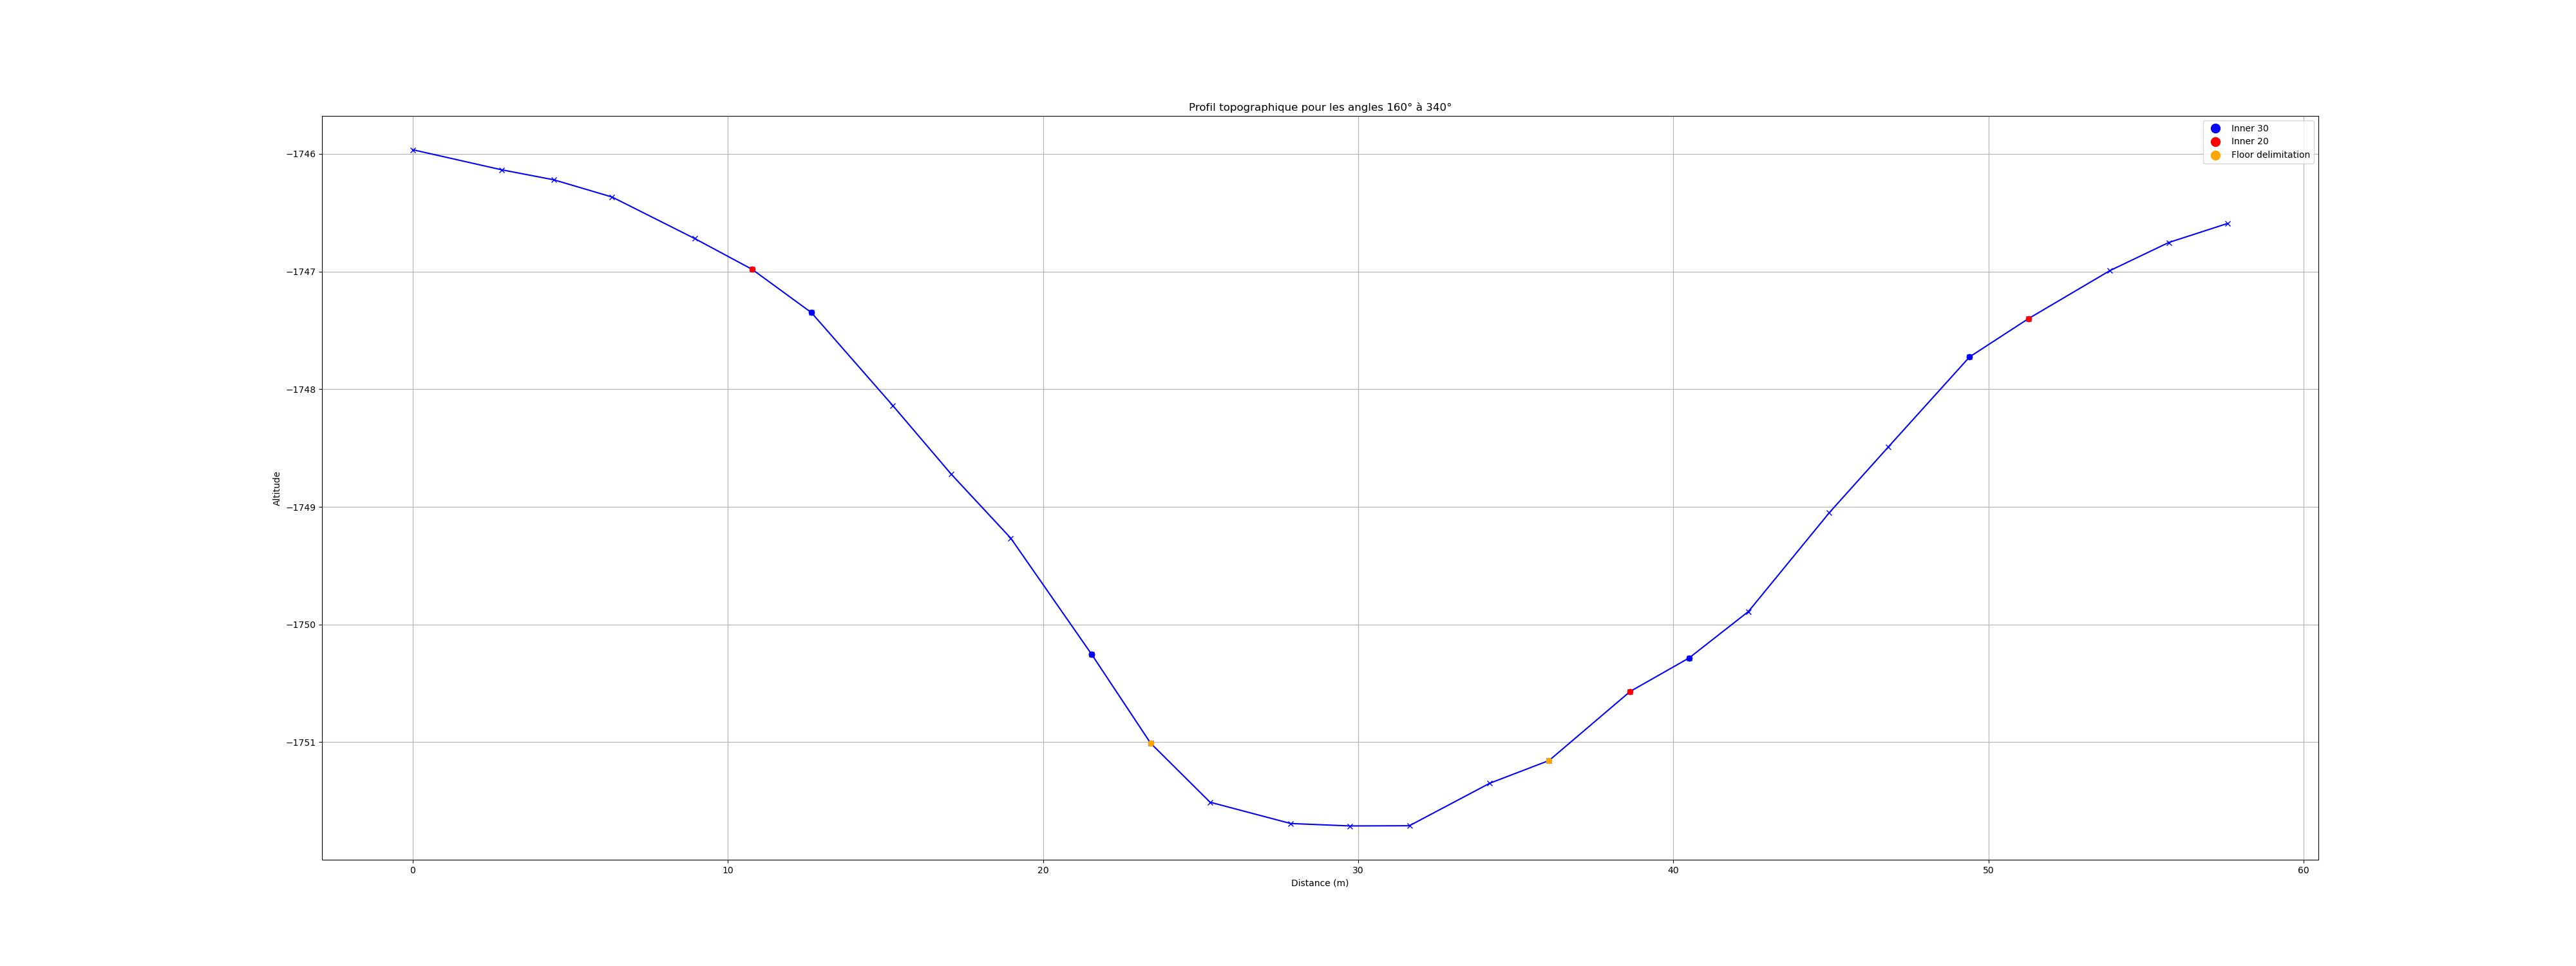 Profil topographique pour les angles 160° à 340°
Inner 30
Inner 20
Floor delimitation
Altitude
−1746
−1747
−1748
−1749
−1750
−1751
0 10 20 30 40 50 60
Distance (m)